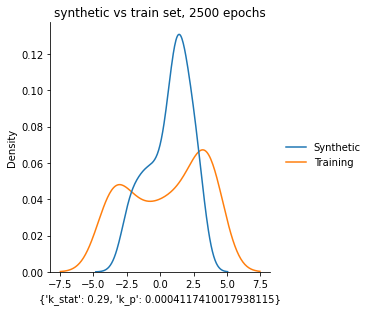 synthetic vs train set, 2500 epochs
0.12
0.10
0.08
0.06
0.04
0.02
0.00
Density
−7.5 −5.0 −2.5 0.0 2.5 5.0 7.5
{'k_stat': 0.29, 'k_p': 0.0004117410017938115}
Synthetic
Training